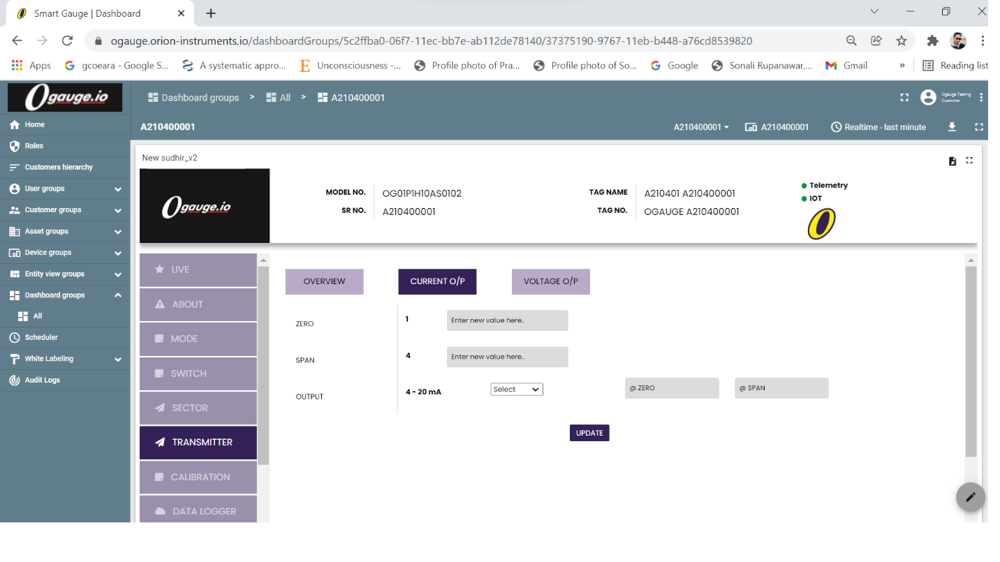 Smart Gauge | Dashboard
ogauge.orion-instruments.io/dashboardGroups/5c2ffba0-06f7-11ec-bb7e-ab112de78140/37375190-9767-11eb-b448-a76cd8539820
Apps gcoeara - Google S... A systematic appro... Unconsciousness -... Profile photo of Pra... Profile photo of So... Google Sonali Rupanawar,... Gmail » Reading list
Ogauge.io
Dashboard groups > All > A210400001
Ogauge Testing
Customer
Home
Roles
Customers hierarchy
User groups
Customer groups
Asset groups
Device groups
Entity view groups
Dashboard groups
All
Scheduler
White Labeling
Audit Logs
A210400001
A210400001 A210400001 Realtime - last minute
New sudhir_v2
Ogauge.io
MODEL NO. OG01P1H10AS0102
SR NO. A210400001
TAG NAME A210401 A210400001
TAG NO. OGAUGE A210400001
Telemetry
IOT
LIVE
ABOUT
MODE
SWITCH
SECTOR
TRANSMITTER
CALIBRATION
DATA LOGGER
OVERVIEW CURRENT O/P VOLTAGE O/P
ZERO 1 Enter new value here..
SPAN 4 Enter new value here..
OUTPUT 4 - 20 mA Select @ ZERO @ SPAN
UPDATE